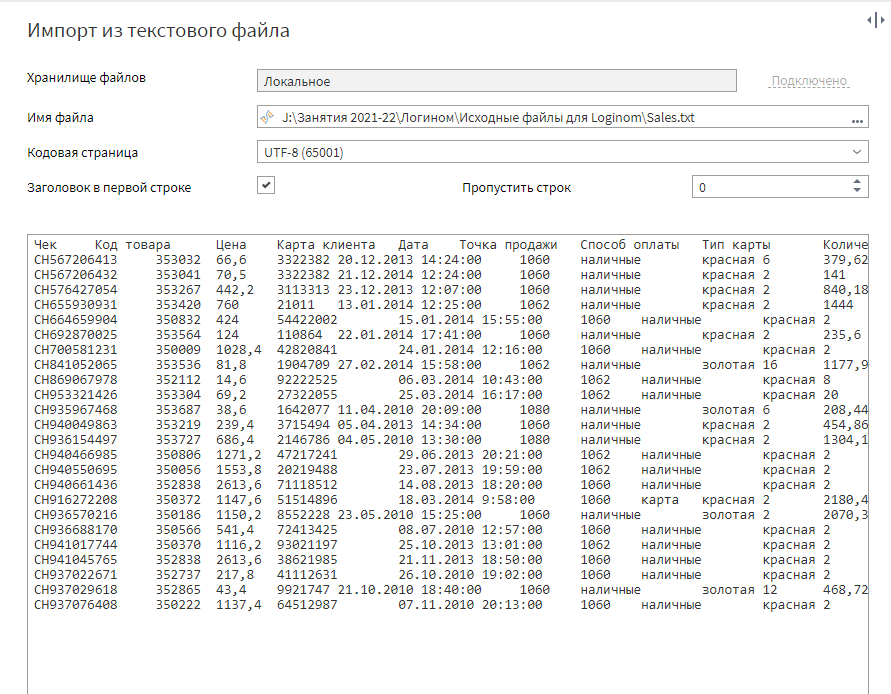 Импорт из текстового файла
Хранилище файлов Локальное Подключено
Имя файла J:\Занятия 2021-22\Логином\Исходные файлы для Loginom\Sales.txt ...
Кодовая страница UTF-8 (65001)
Заголовок в первой строке Пропустить строк 0
Чек Код товара Цена Карта клиента Дата Точка продажи Способ оплаты Тип карты Количе
CH567206413 353032 66,6 3322382 20.12.2013 14:24:00 1060 наличные красная 6 379,62
CH567206432 353041 70,5 3322382 21.12.2014 12:24:00 1060 наличные красная 2 141
CH576427054 353267 442,2 3113313 23.12.2013 12:07:00 1060 наличные красная 2 840,18
CH655930931 353420 760 21011 13.01.2014 12:25:00 1062 наличные красная 2 1444
CH664659904 350832 424 54422002 15.01.2014 15:55:00 1060 наличные красная 2
CH692870025 353564 124 110864 22.01.2014 17:41:00 1060 наличные красная 2 235,6
CH700581231 350009 1028,4 42820841 24.01.2014 12:16:00 1060 наличные красная 2
CH841052065 353536 81,8 1904709 27.02.2014 15:58:00 1062 наличные золотая 16 1177,9
CH869067978 352112 14,6 92222525 06.03.2014 10:43:00 1062 наличные красная 8
CH953321426 353304 69,2 27322055 25.03.2014 16:17:00 1062 наличные красная 20
CH935967468 353687 38,6 1642077 11.04.2010 20:09:00 1080 наличные золотая 6 208,44
CH940049863 353219 239,4 3715494 05.04.2013 14:34:00 1060 наличные красная 2 454,86
CH936154497 353727 686,4 2146786 04.05.2010 13:30:00 1080 наличные красная 2 1304,1
CH940466985 350806 1271,2 47217241 29.06.2013 20:21:00 1062 наличные красная 2
CH940550695 350056 1553,8 20219488 23.07.2013 19:59:00 1062 наличные красная 2
CH940661436 352838 2613,6 71118512 14.08.2013 18:20:00 1060 наличные красная 2
CH916272208 350372 1147,6 51514896 18.03.2014 9:58:00 1060 карта красная 2 2180,4
CH936570216 350186 1150,2 8552228 23.05.2010 15:25:00 1060 наличные золотая 2 2070,3
CH936688170 350566 541,4 72413425 08.07.2010 12:57:00 1060 наличные красная 2
CH941017744 350370 1116,2 93021197 25.10.2013 13:01:00 1062 наличные красная 2
CH941045765 352838 2613,6 38621985 21.11.2013 18:50:00 1060 наличные красная 2
CH937022671 352737 217,8 41112631 26.10.2010 19:02:00 1060 наличные красная 2
CH937029618 352865 43,4 9921747 21.10.2010 18:40:00 1060 наличные золотая 12 468,72
CH937076408 350222 1137,4 64512987 07.11.2010 20:13:00 1060 наличные красная 2